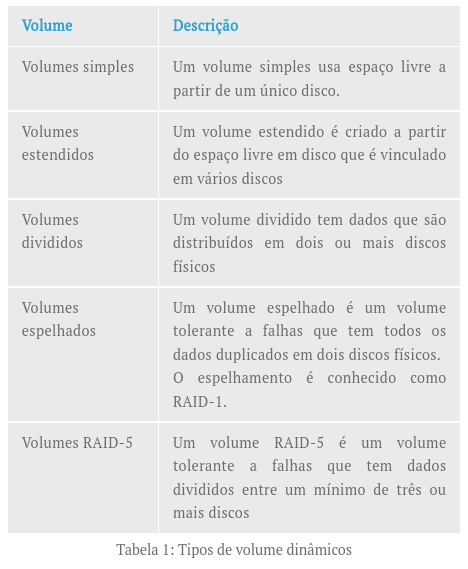 Volume
Descrição
Volumes simples
Um volume simples usa espaço livre a
partir de um único disco.
Volumes
estendidos
Um volume estendido é criado a partir
do espaço livre em disco que é vinculado
em vários discos
Volumes
divididos
Um volume dividido tem dados que são
distribuídos em dois ou mais discos
físicos
Volumes
espelhados
Um volume espelhado é um volume
tolerante a falhas que tem todos os
dados duplicados em dois discos físicos.
O espelhamento é conhecido como
RAID-1.
Volumes RAID-5
Um volume RAID-5 é um volume
tolerante a falhas que tem dados
divididos entre um mínimo de três ou
mais discos
Tabela 1: Tipos de volume dinâmicos